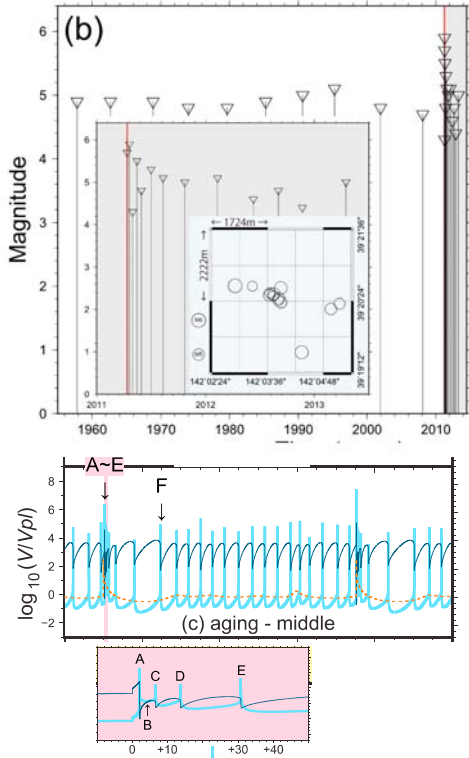 (b)
Magnitude
6
5
4
3
2
1
0
6
5
4
3
2
1
0
1724m
2222m
39˚21'36"
39˚20'24"
39˚19'12"
142˚02'24" 142˚03'36" 142˚04'48"
2011 2012 2013
1960 1970 1980 1990 2000 2010
A~E
F
log10(V/Vpl)
8
6
4
2
0
−2
(c) aging - middle
A
C D E
B
0 +10 +30 +40